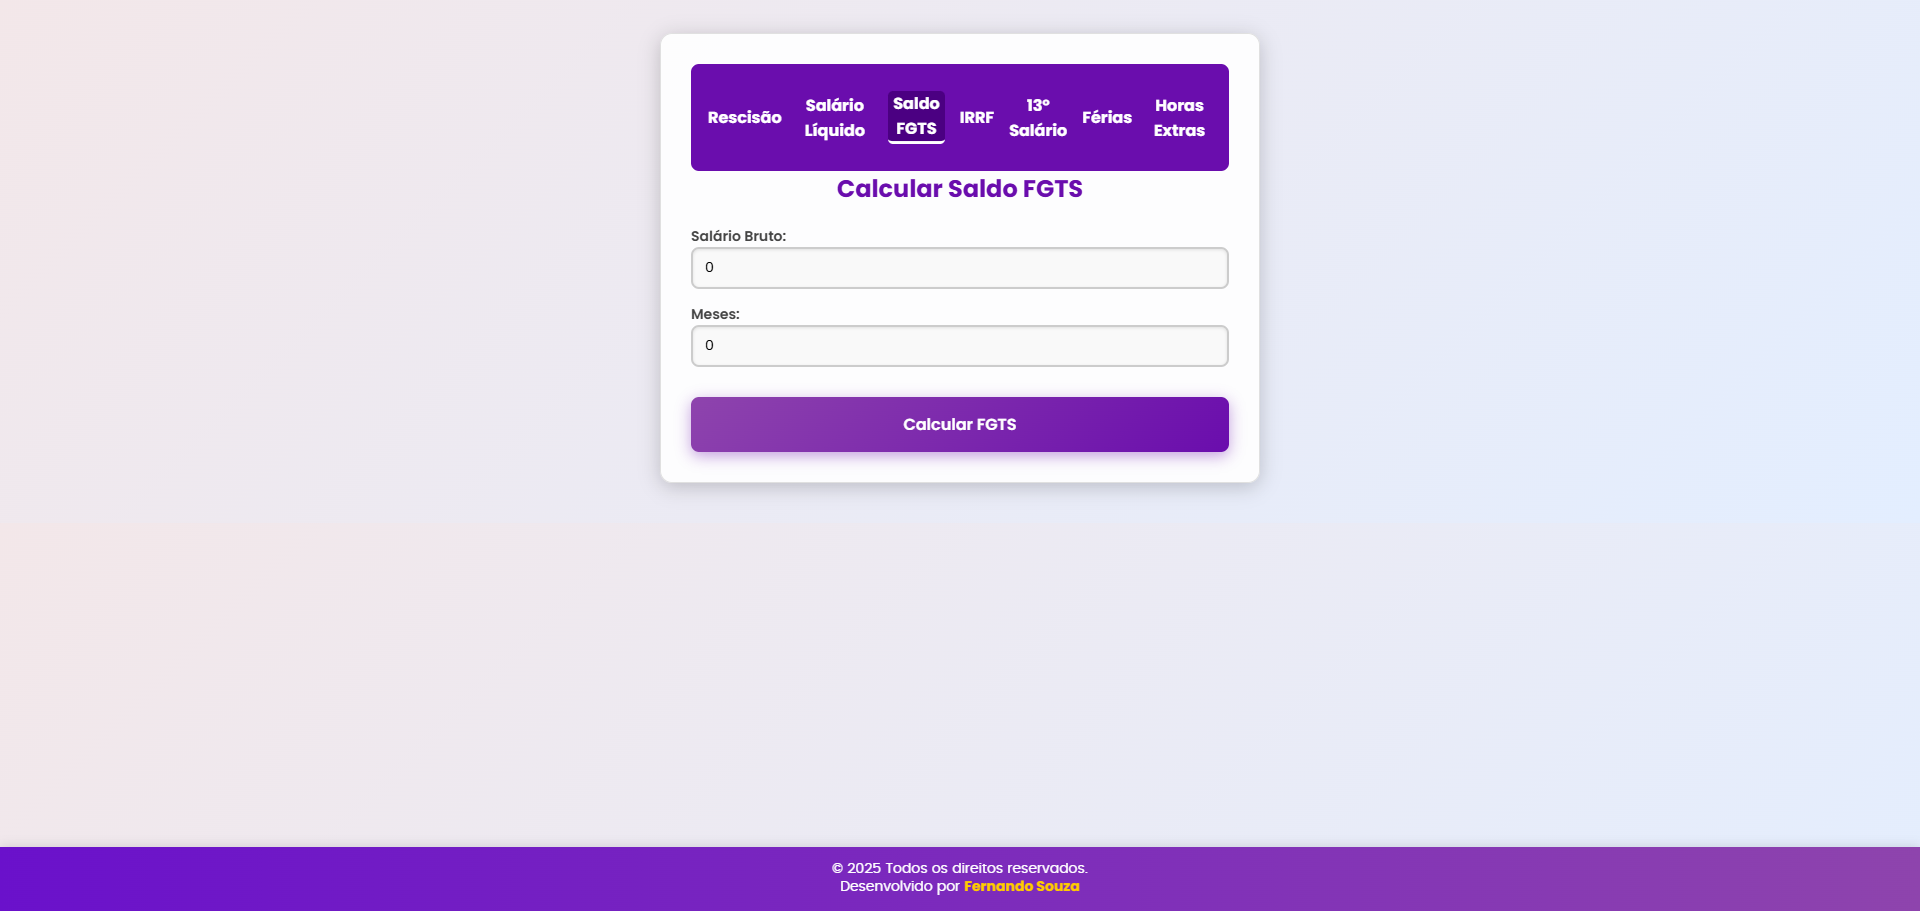 Rescisão
Salário
Líquido
Saldo
FGTS
IRRF
13º
Salário
Férias
Horas
Extras
Calcular Saldo FGTS
Salário Bruto:
0
Meses:
0
Calcular FGTS
© 2025 Todos os direitos reservados.
Desenvolvido por Fernando Souza